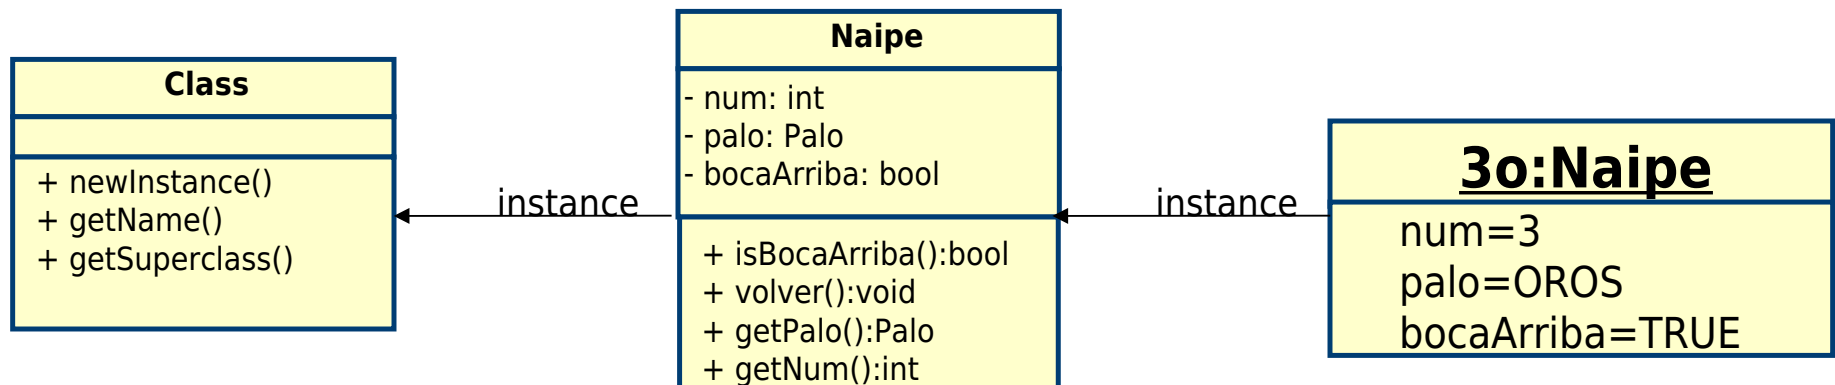 Class
+ newInstance()
+ getName()
+ getSuperclass()
instance
Naipe
- num: int
- palo: Palo
- bocaArriba: bool
+ isBocaArriba():bool
+ volver():void
+ getPalo():Palo
+ getNum():int
instance
3o:Naipe
num=3
palo=OROS
bocaArriba=TRUE